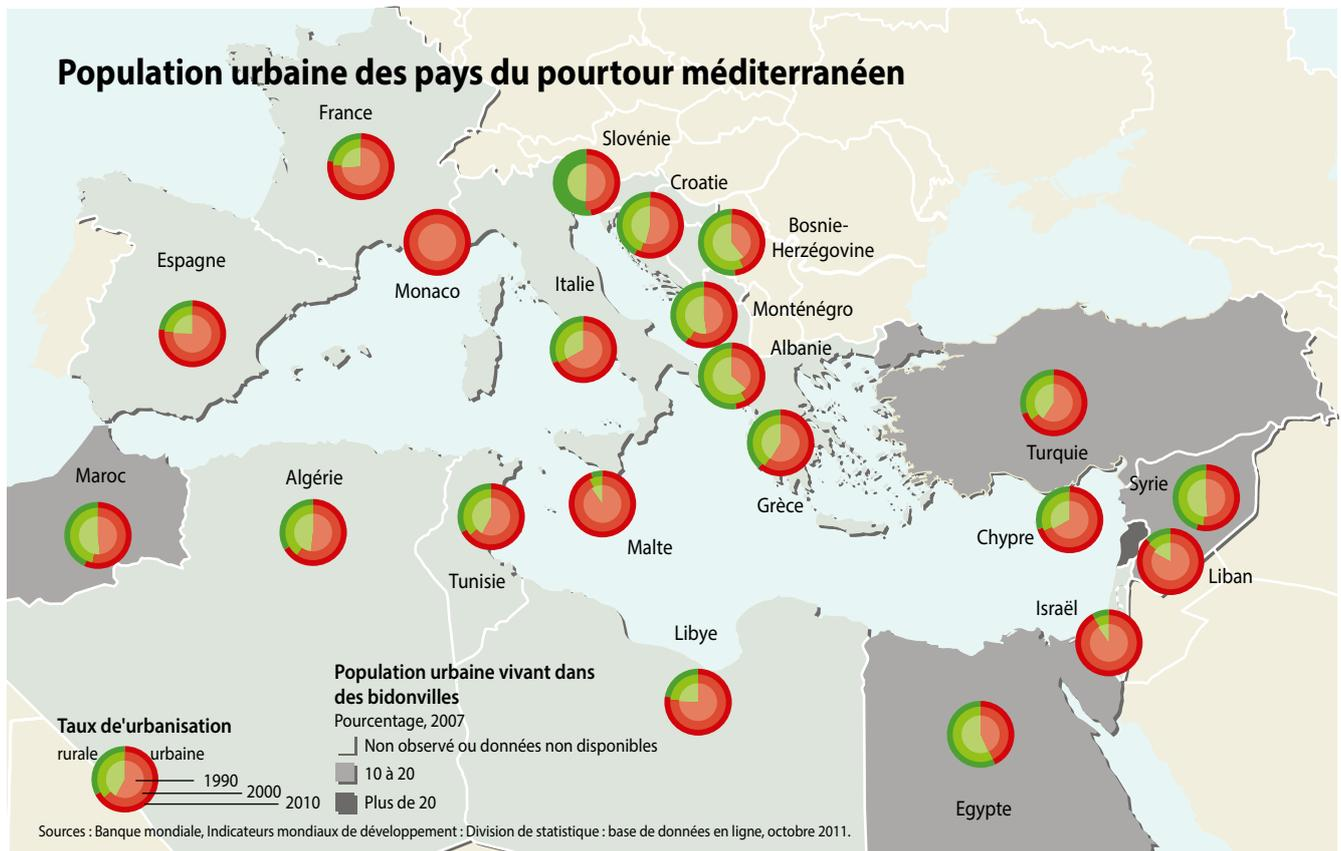 Population urbaine des pays du pourtour méditerranéen
France
Slovénie
Croatie
Bosnie-
Herzégovine
Espagne
Monaco
Italie
Monténégro
Albanie
Turquie
Maroc
Algérie
Grèce
Syrie
Chypre
Malte
Tunisie
Liban
Israël
Libye
Egypte
Population urbaine vivant dans
des bidonvilles
Pourcentage, 2007
Non observé ou données non disponibles
10 à 20
Plus de 20
Taux de'urbanisation
rurale urbaine
1990
2000
2010
Sources : Banque mondiale, Indicateurs mondiaux de développement : Division de statistique : base de données en ligne, octobre 2011.